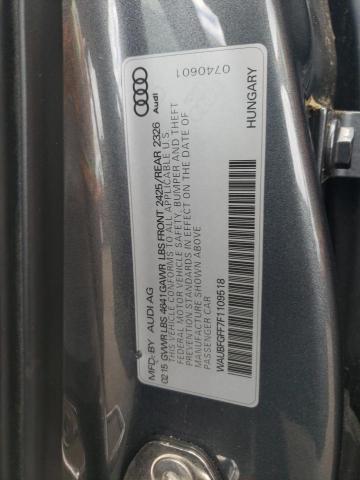 0740601
Audi
HUNGARY
MFD. BY AUDI AG
02 15 GVWR LBS 4641 GAWR LBS FRONT 2425/REAR 2326
THIS CAR CONFORMS TO ALL APPLICABLE U.S.
FEDERAL MOTOR VEHICLE SAFETY, BUMPER AND THEFT
PREVENTION STANDARDS IN EFFECT ON THE DATE OF
MANUFACTURE SHOWN ABOVE
PASSENGER CAR
WAUBFGFF7F1109518